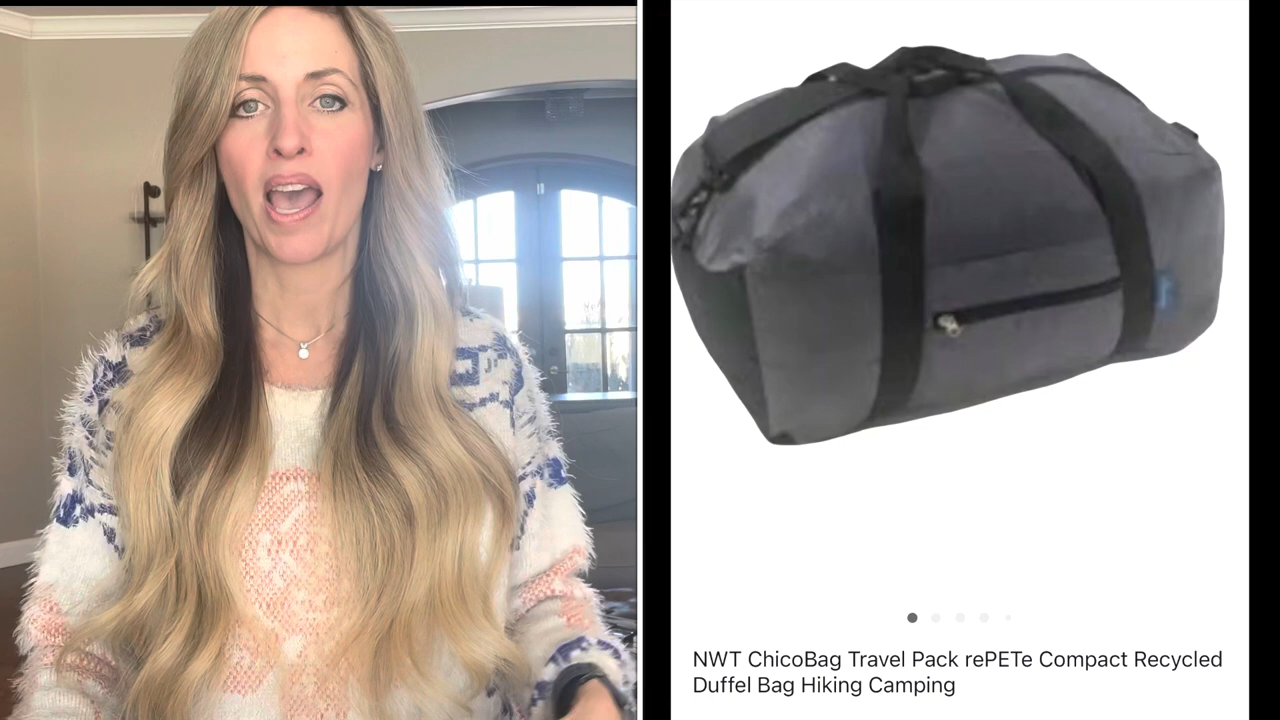 NWT ChicoBag Travel Pack rePETe Compact Recycled
Duffel Bag Hiking Camping